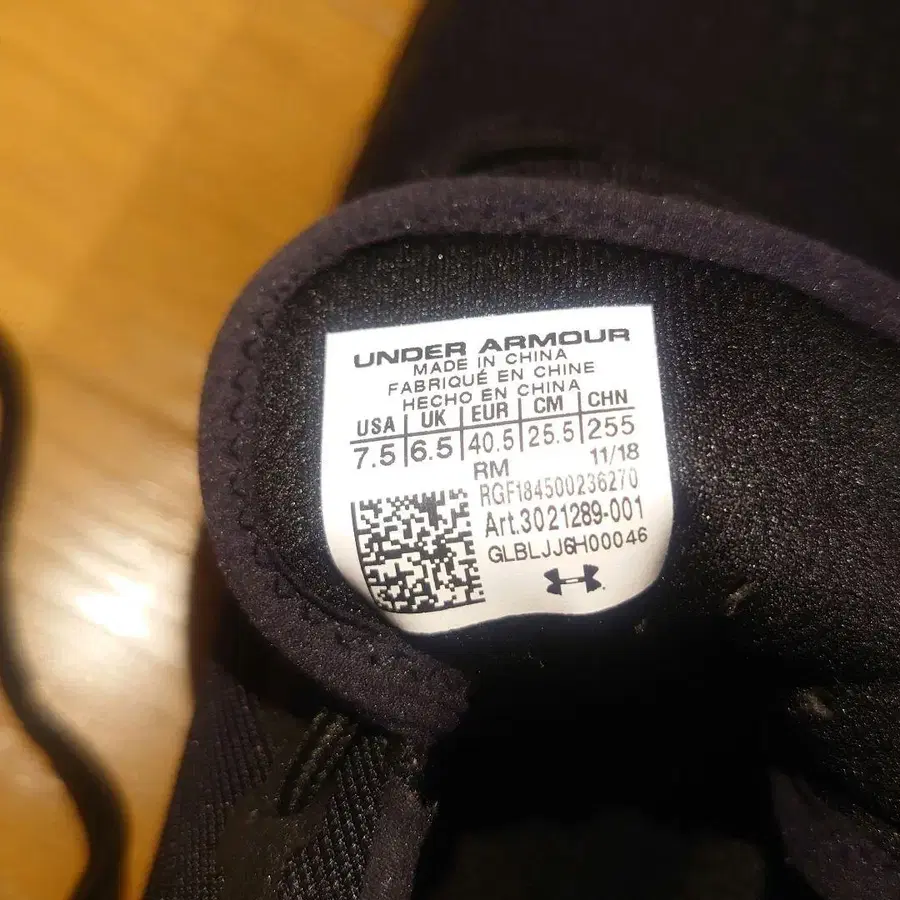 UNDER ARMOUR
MADE IN CHINA
FABRIQUÉ EN CHINE
HECHO EN CHINA
USA UK EUR CM CHN
7.5 6.5 40.5 25.5 255
RM 11/18
RGF184500236270
Art.3021289-001
GLBLJJ6H00046